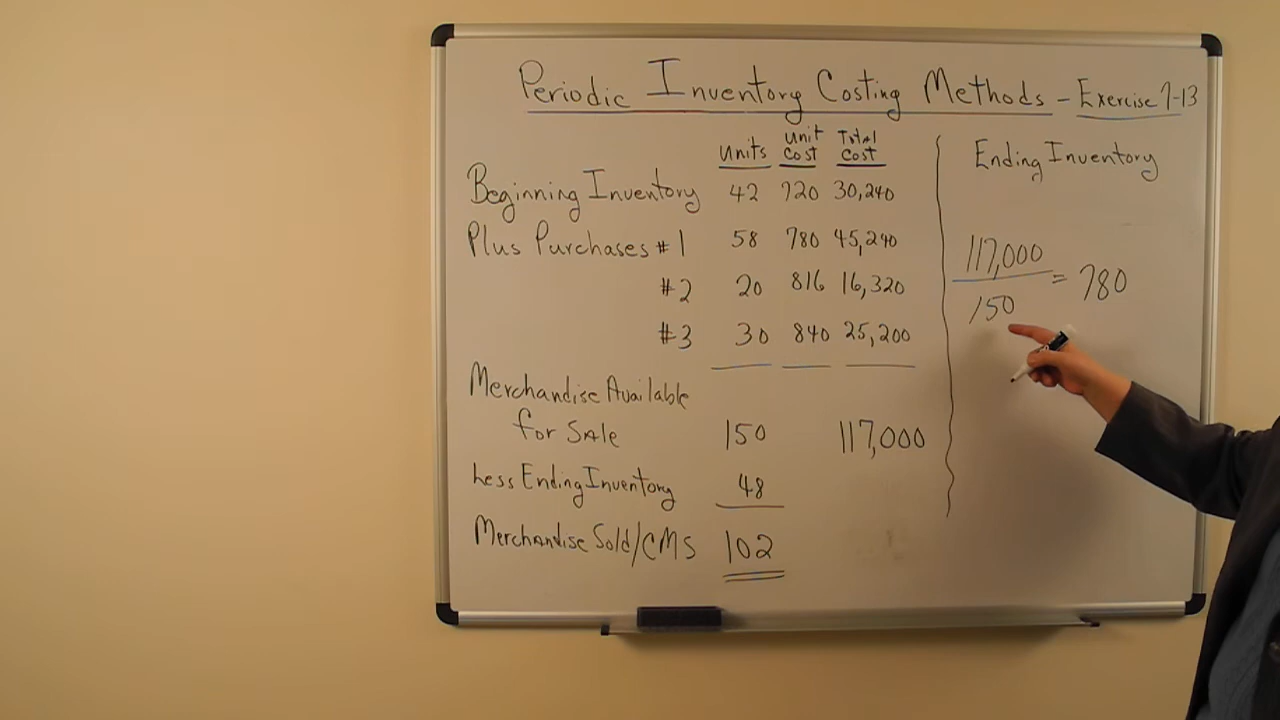 Periodic Inventory Costing Methods - Exercise 7-13
Units Unit Cost Total Cost
Beginning Inventory 42 720 30,240
Plus Purchases #1 58 780 45,240
#2 20 816 16,320
#3 30 840 25,200
Merchandise Available
for Sale 150 117,000
Less Ending Inventory 48
Merchandise Sold/CMS 102
Ending Inventory
117,000
150
= 780